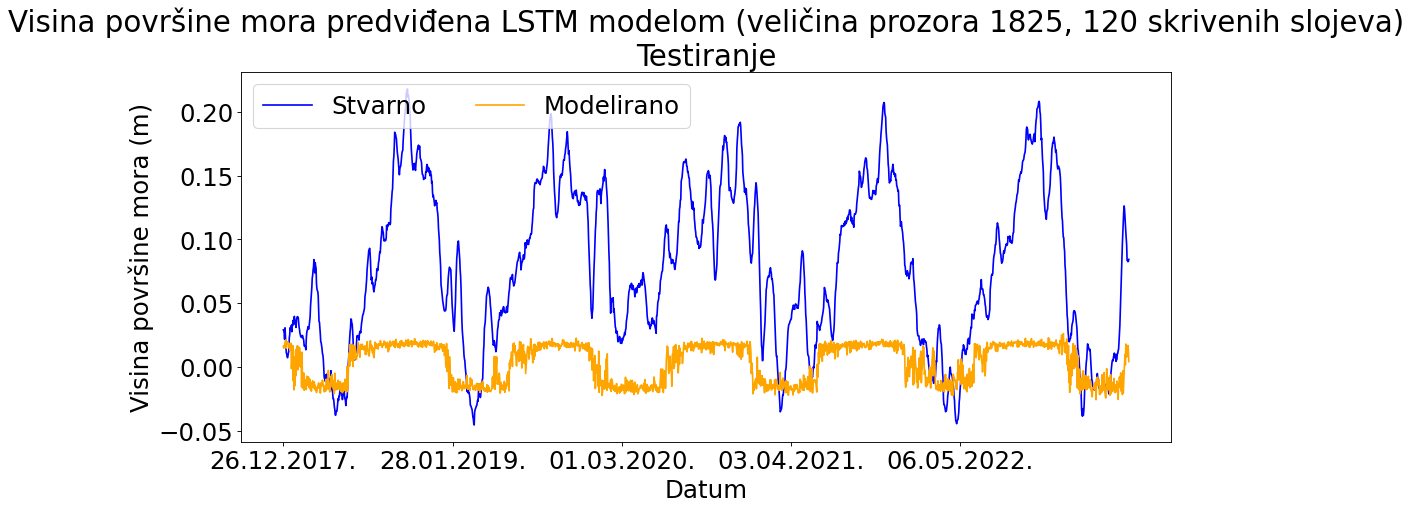 Visina površine mora predviđena LSTM modelom (veličina prozora 1825, 120 skrivenih slojeva)
Testiranje
Stvarno Modelirano
Visina površine mora (m)
0.20
0.15
0.10
0.05
0.00
−0.05
26.12.2017. 28.01.2019. 01.03.2020. 03.04.2021. 06.05.2022.
Datum